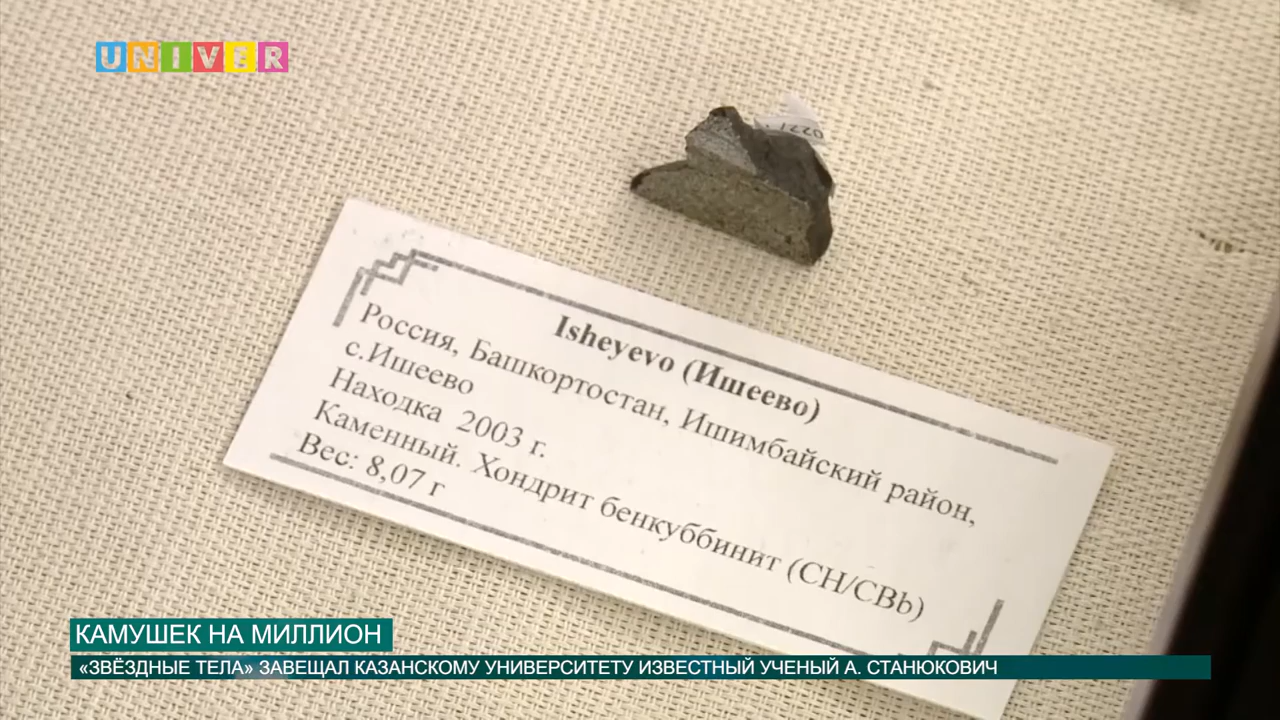 UNIVER
0227
Isheyevo (Ишеево)
Россия, Башкортостан, Ишимбайский район,
с.Ишеево
Находка 2003 г.
Каменный. Хондрит бенкуббинит (CH/CBb)
Вес: 8,07 г
КАМУШЕК НА МИЛЛИОН
«ЗВЁЗДНЫЕ ТЕЛА» ЗАВЕЩАЛ КАЗАНСКОМУ УНИВЕРСИТЕТУ ИЗВЕСТНЫЙ УЧЕНЫЙ А. СТАНЮКОВИЧ